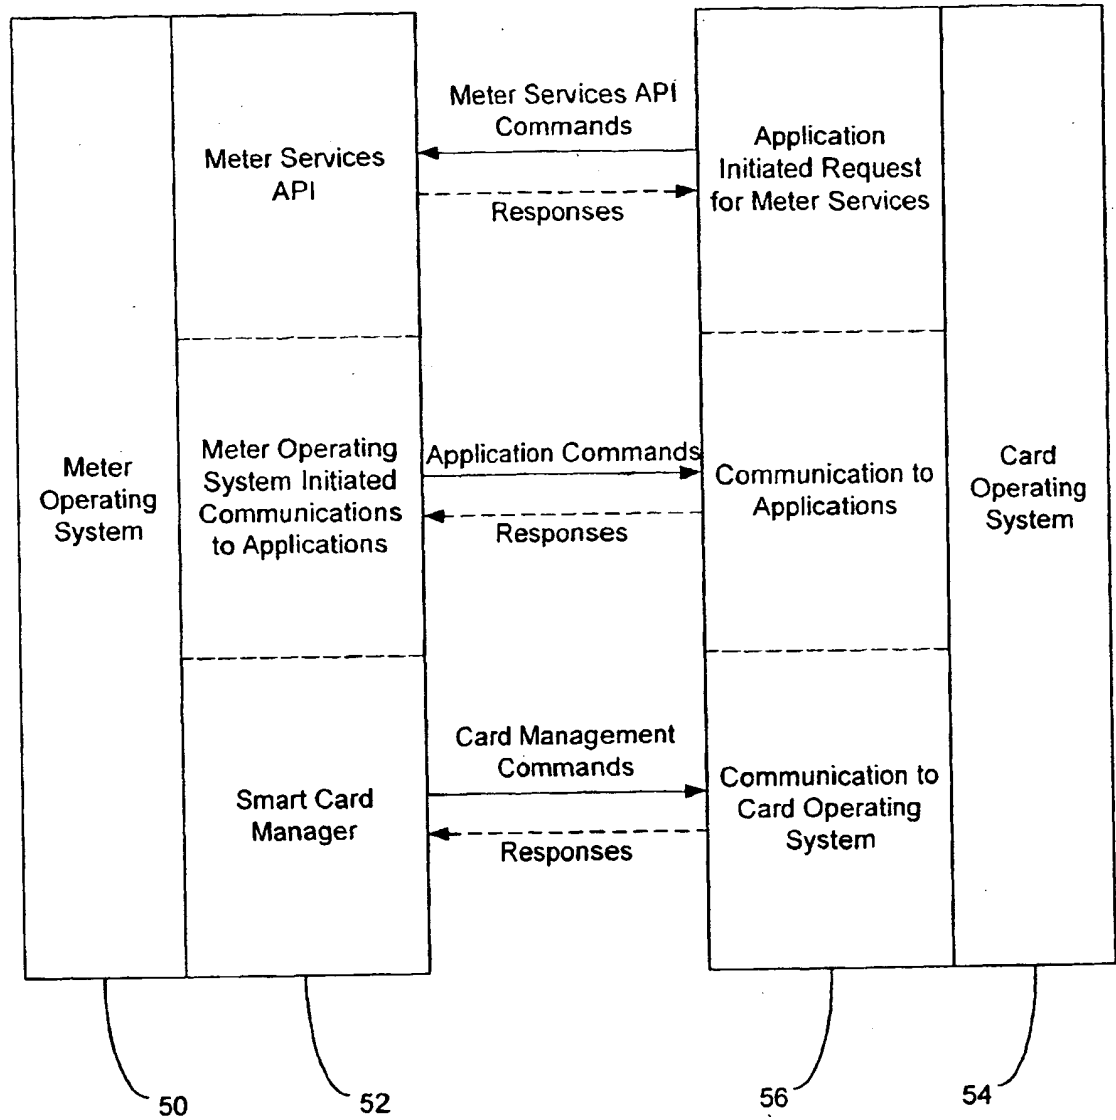 Meter Services API
Commands
Meter Services
API
Application
Initiated Request
for Meter Services
Responses
Meter
Operating
System
Meter Operating
System Initiated
Communications
to Applications
Application Commands
Responses
Communication to
Applications
Card
Operating
System
Card Management
Commands
Smart Card
Manager
Communication to
Card Operating
System
Responses
50
52
56
54